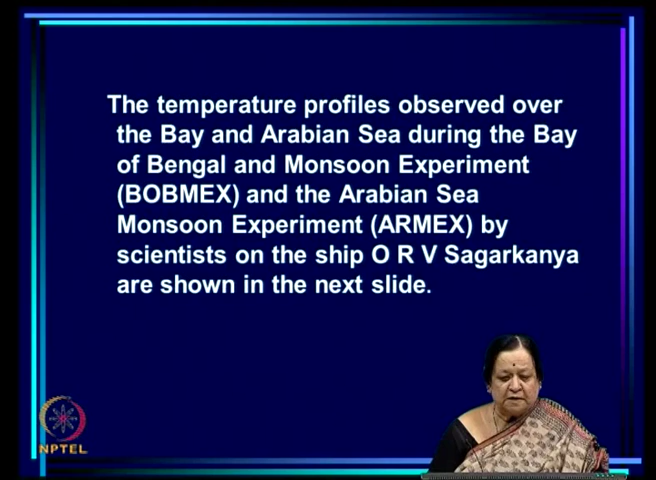 The temperature profiles observed over
the Bay and Arabian Sea during the Bay
of Bengal and Monsoon Experiment
(BOBMEX) and the Arabian Sea
Monsoon Experiment (ARMEX) by
scientists on the ship O R V Sagarkanya
are shown in the next slide.
NPTEL